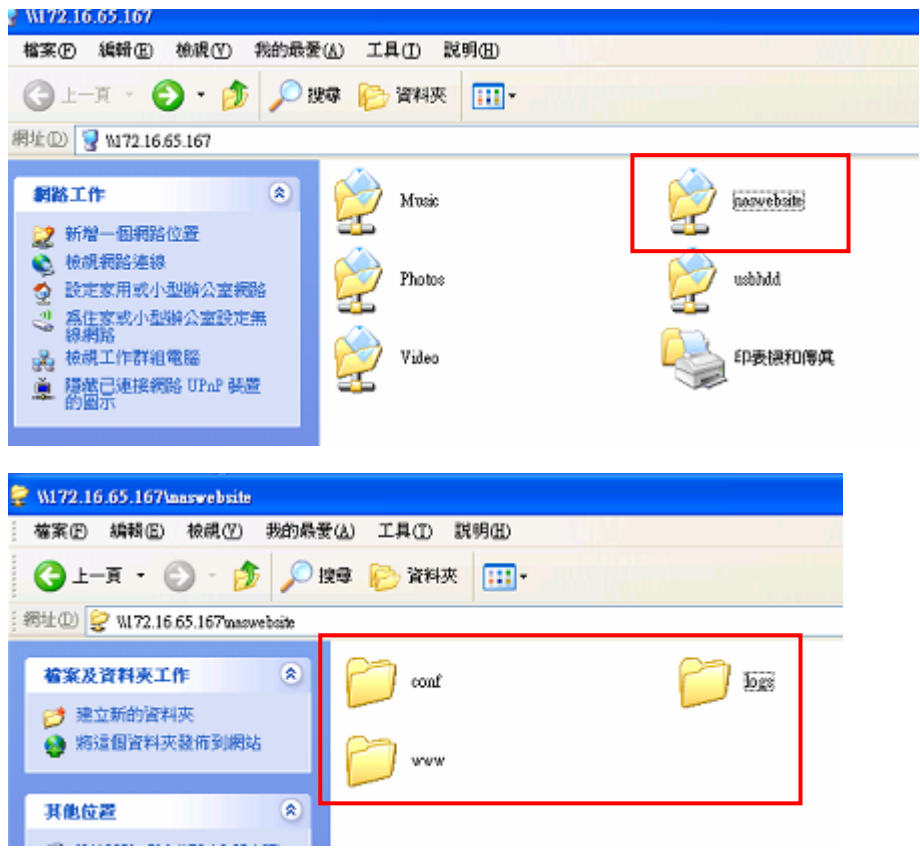 \\172.16.65.167
檔案(F) 編輯(E) 檢視(V) 我的最愛(A) 工具(T) 說明(H)
上一頁 搜尋 資料夾
網址(D) \\172.16.65.167
網路工作
新增一個網路位置
檢視網路連線
設定家用或小型辦公室網路
為住家或小型辦公室設定無
線網路
檢視工作群組電腦
隱藏已連接網路 UPnP 裝置
的圖示
Music
naswebsite
Photos
usbhdd
Video
印表機和傳真
\\172.16.65.167\naswebsite
檔案(F) 編輯(E) 檢視(V) 我的最愛(A) 工具(T) 說明(H)
上一頁 搜尋 資料夾
網址(D) \\172.16.65.167\naswebsite
檔案及資料夾工作
建立新的資料夾
將這個資料夾發佈到網站
其他位置
conf
logs
www